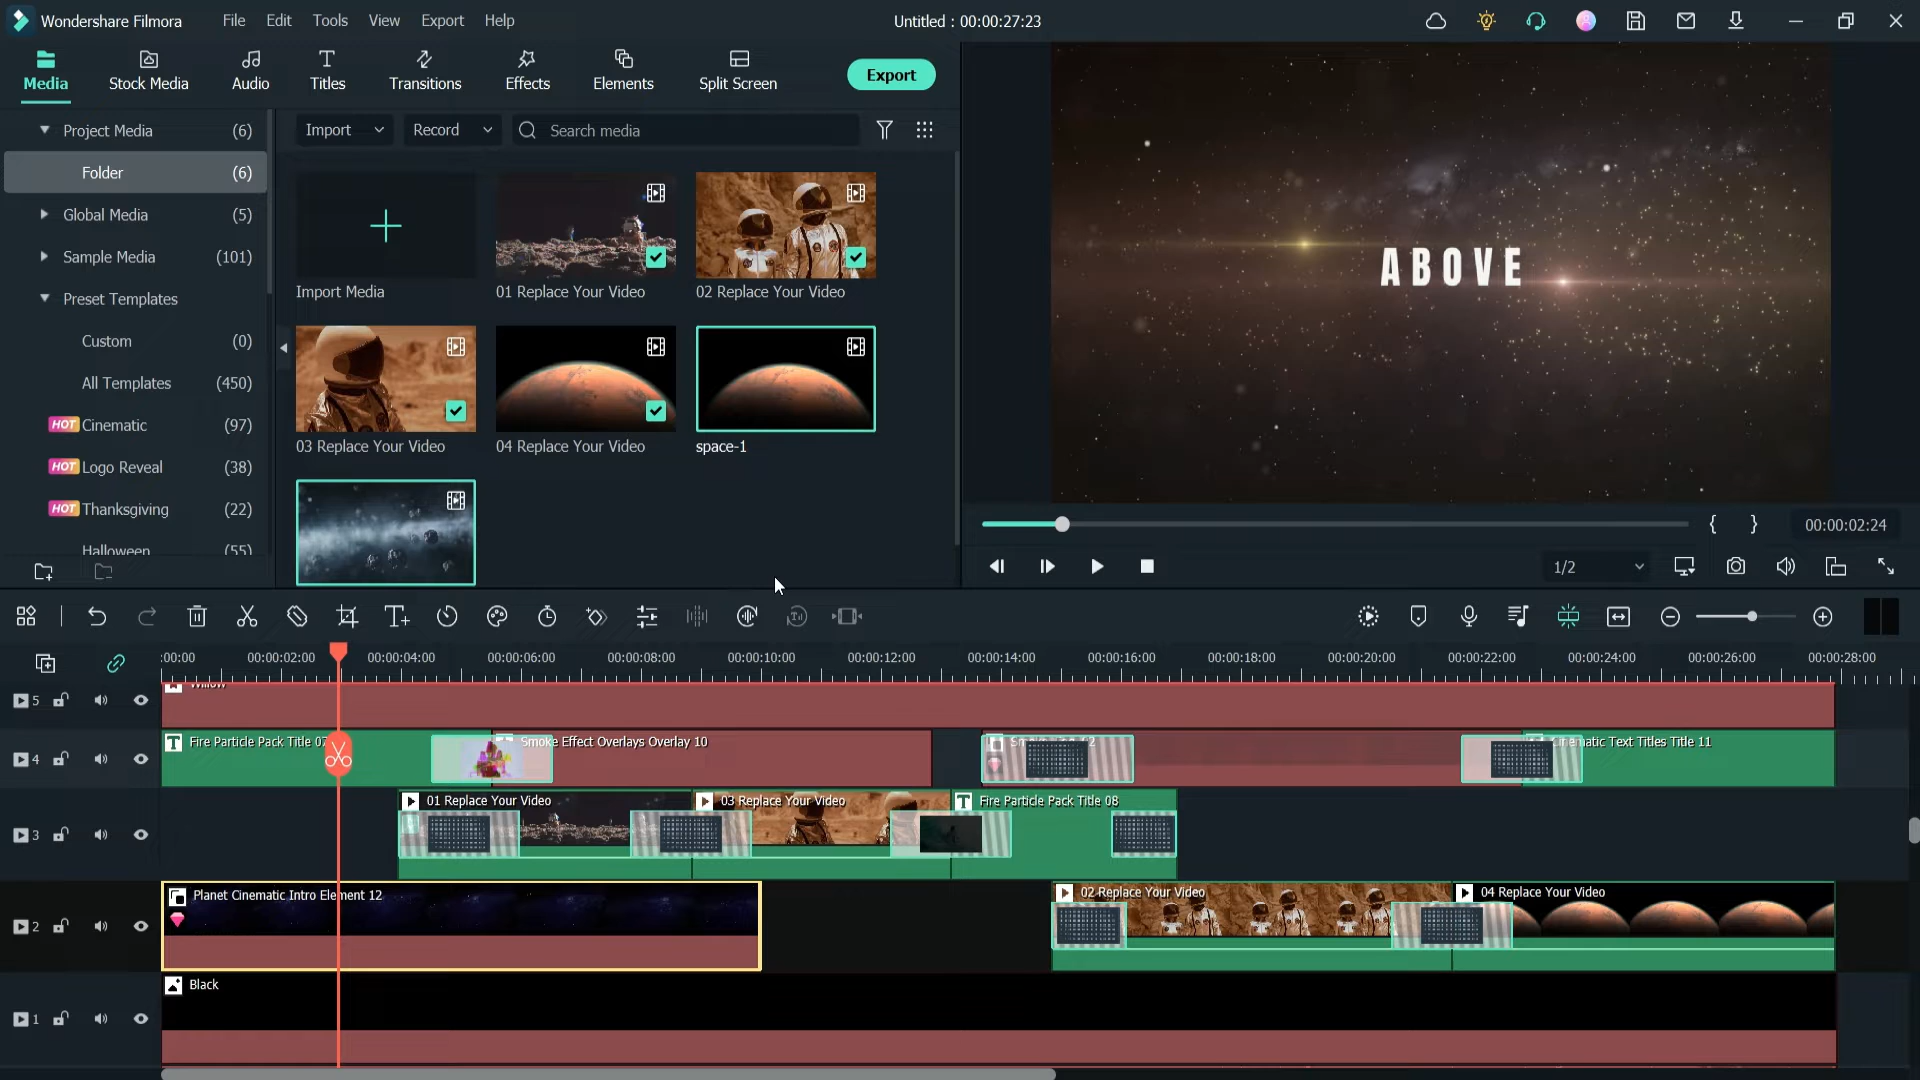 Wondershare Filmora File Edit Tools View Export Help Untitled : 00:00:27:23
Media Stock Media Audio Titles Transitions Effects Elements Split Screen Export
Project Media (6)
Folder (6)
Global Media (5)
Sample Media (101)
Preset Templates
Custom (0)
All Templates (450)
HOT Cinematic (97)
HOT Logo Reveal (38)
HOT Thanksgiving (22)
Halloween (55)
Import Record Search media
Import Media 01 Replace Your Video 02 Replace Your Video
03 Replace Your Video 04 Replace Your Video space-1
ABOVE
{ } 00:00:02:24
1/2
:00:00 00:00:02:00 00:00:04:00 00:00:06:00 00:00:08:00 00:00:10:00 00:00:12:00 00:00:14:00 00:00:16:00 00:00:18:00 00:00:20:00 00:00:22:00 00:00:24:00 00:00:26:00 00:00:28:00
5
4 Fire Particle Pack Title 07 Smoke Effect Overlays Overlay 10 Cinematic Text Titles Title 11
3 01 Replace Your Video 03 Replace Your Video Fire Particle Pack Title 08
2 Planet Cinematic Intro Element 12 02 Replace Your Video 04 Replace Your Video
1 Black